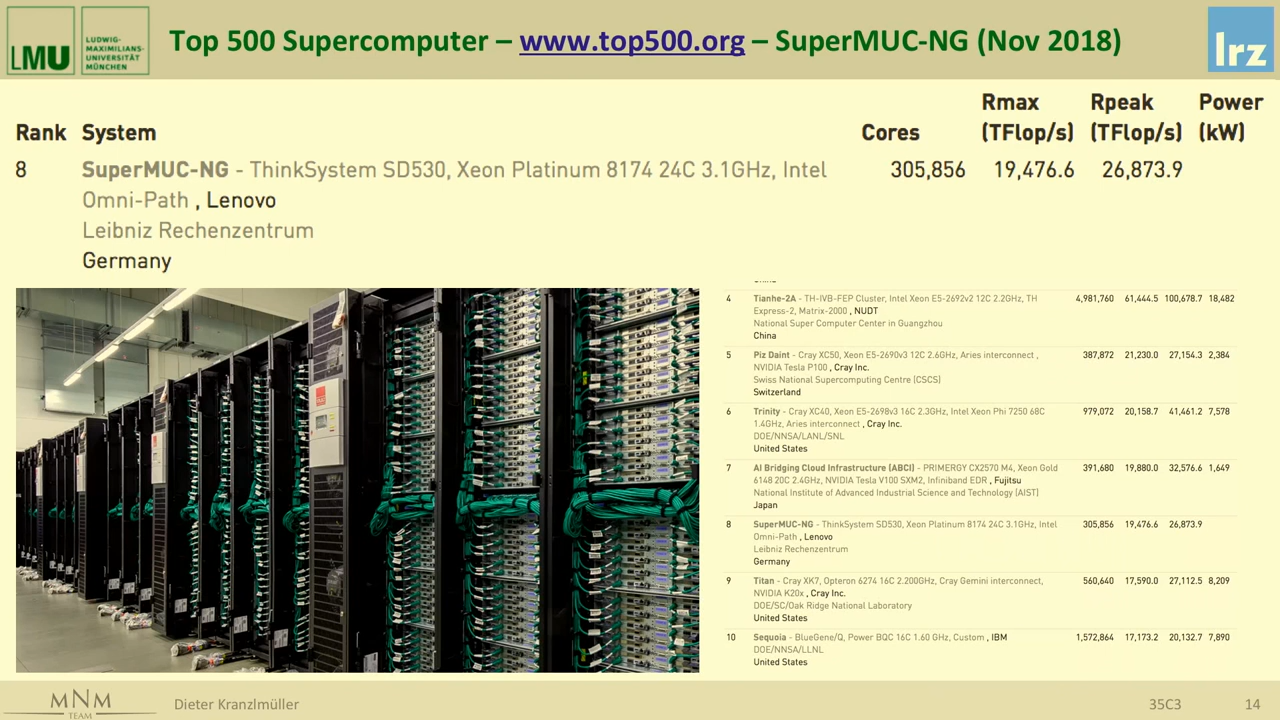 LMU
LUDWIG-
MAXIMILIANS-
UNIVERSITÄT
MÜNCHEN
Top 500 Supercomputer – www.top500.org – SuperMUC-NG (Nov 2018)
lrz
Rank System Cores Rmax (TFlop/s) Rpeak (TFlop/s) Power (kW)
8 SuperMUC-NG - ThinkSystem SD530, Xeon Platinum 8174 24C 3.1GHz, Intel 305,856 19,476.6 26,873.9
Omni-Path , Lenovo
Leibniz Rechenzentrum
Germany
4 Tianhe-2A - TH-IVB-FEP Cluster, Intel Xeon E5-2692v2 12C 2.2GHz, TH 4,981,760 61,444.5 100,678.7 18,482
Express-2, Matrix-2000 , NUDT
National Super Computer Center in Guangzhou
China
5 Piz Daint - Cray XC50, Xeon E5-2690v3 12C 2.6GHz, Aries interconnect , 387,872 21,230.0 27,154.3 2,384
NVIDIA Tesla P100 , Cray Inc.
Swiss National Supercomputing Centre (CSCS)
Switzerland
6 Trinity - Cray XC40, Xeon E5-2698v3 16C 2.3GHz, Intel Xeon Phi 7250 68C 979,072 20,158.7 41,461.2 7,578
1.4GHz, Aries interconnect , Cray Inc.
DOE/NNSA/LANL/SNL
United States
7 AI Bridging Cloud Infrastructure (ABCI) - PRIMERGY CX2570 M4, Xeon Gold 391,680 19,880.0 32,576.6 1,649
6148 20C 2.4GHz, NVIDIA Tesla V100 SXM2, Infiniband EDR , Fujitsu
National Institute of Advanced Industrial Science and Technology (AIST)
Japan
8 SuperMUC-NG - ThinkSystem SD530, Xeon Platinum 8174 24C 3.1GHz, Intel 305,856 19,476.6 26,873.9
Omni-Path , Lenovo
Leibniz Rechenzentrum
Germany
9 Titan - Cray XK7, Opteron 6274 16C 2.200GHz, Cray Gemini interconnect, 560,640 17,590.0 27,112.5 8,209
NVIDIA K20x , Cray Inc.
DOE/SC/Oak Ridge National Laboratory
United States
10 Sequoia - BlueGene/Q, Power BQC 16C 1.60 GHz, Custom , IBM 1,572,864 17,173.2 20,132.7 7,890
DOE/NNSA/LLNL
United States
MNM
TEAM
Dieter Kranzlmüller
35C3
14